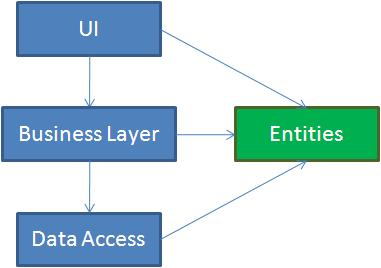 UI
Business Layer
Entities
Data Access